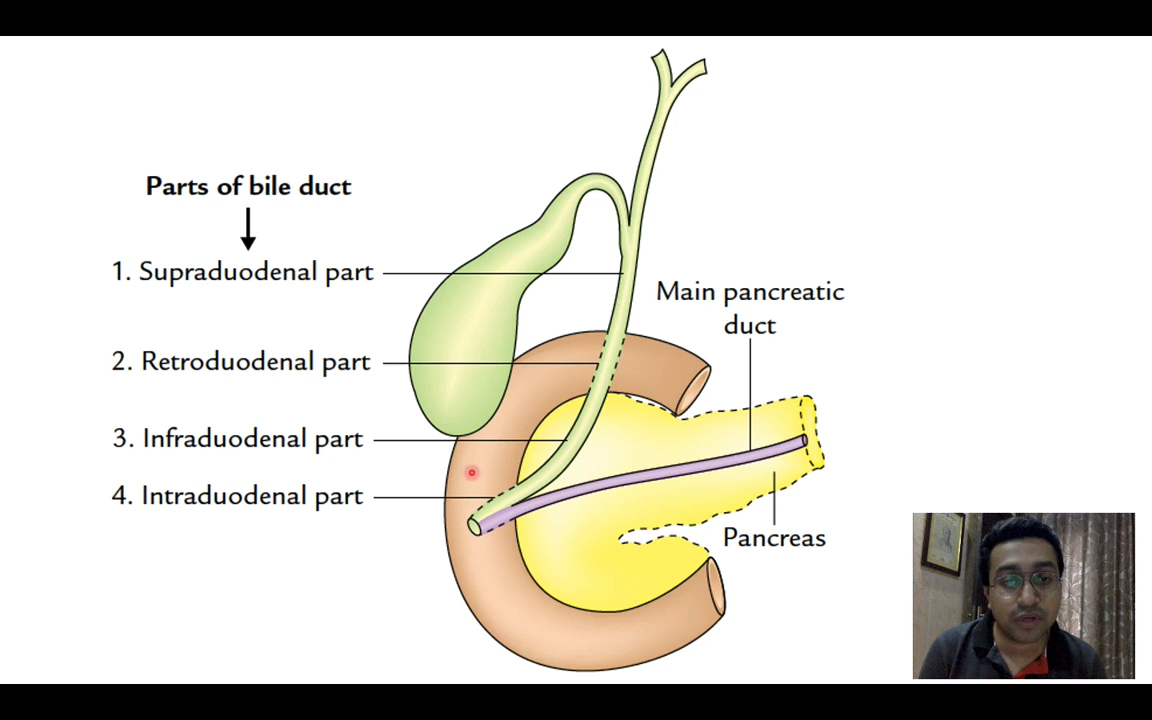 Parts of bile duct
1. Supraduodenal part
Main pancreatic
duct
2. Retroduodenal part
3. Infraduodenal part
4. Intraduodenal part
Pancreas